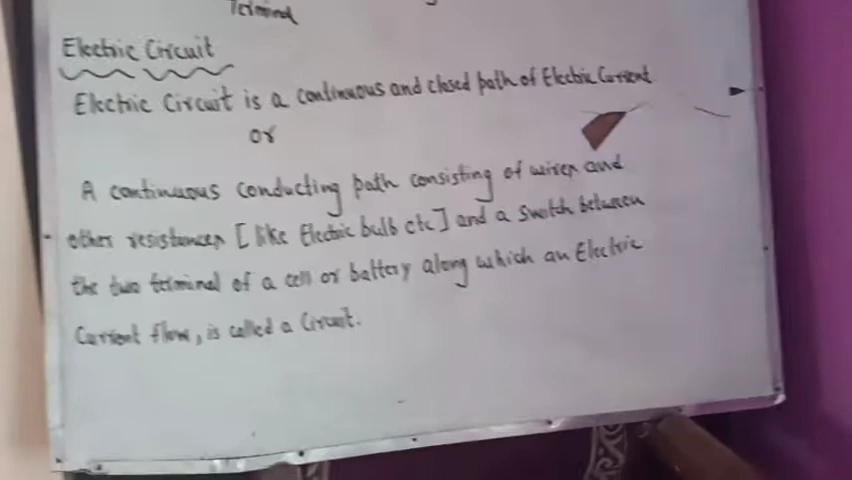 Terminal
Electric Circuit
Electric Circuit is a continuous and closed path of Electric Current
or
A continuous conducting path consisting of wires and
other resistances [like Electric bulb etc] and a switch between
the two terminal of a cell or battery along which an Electric
Current flow, is called a Circuit.